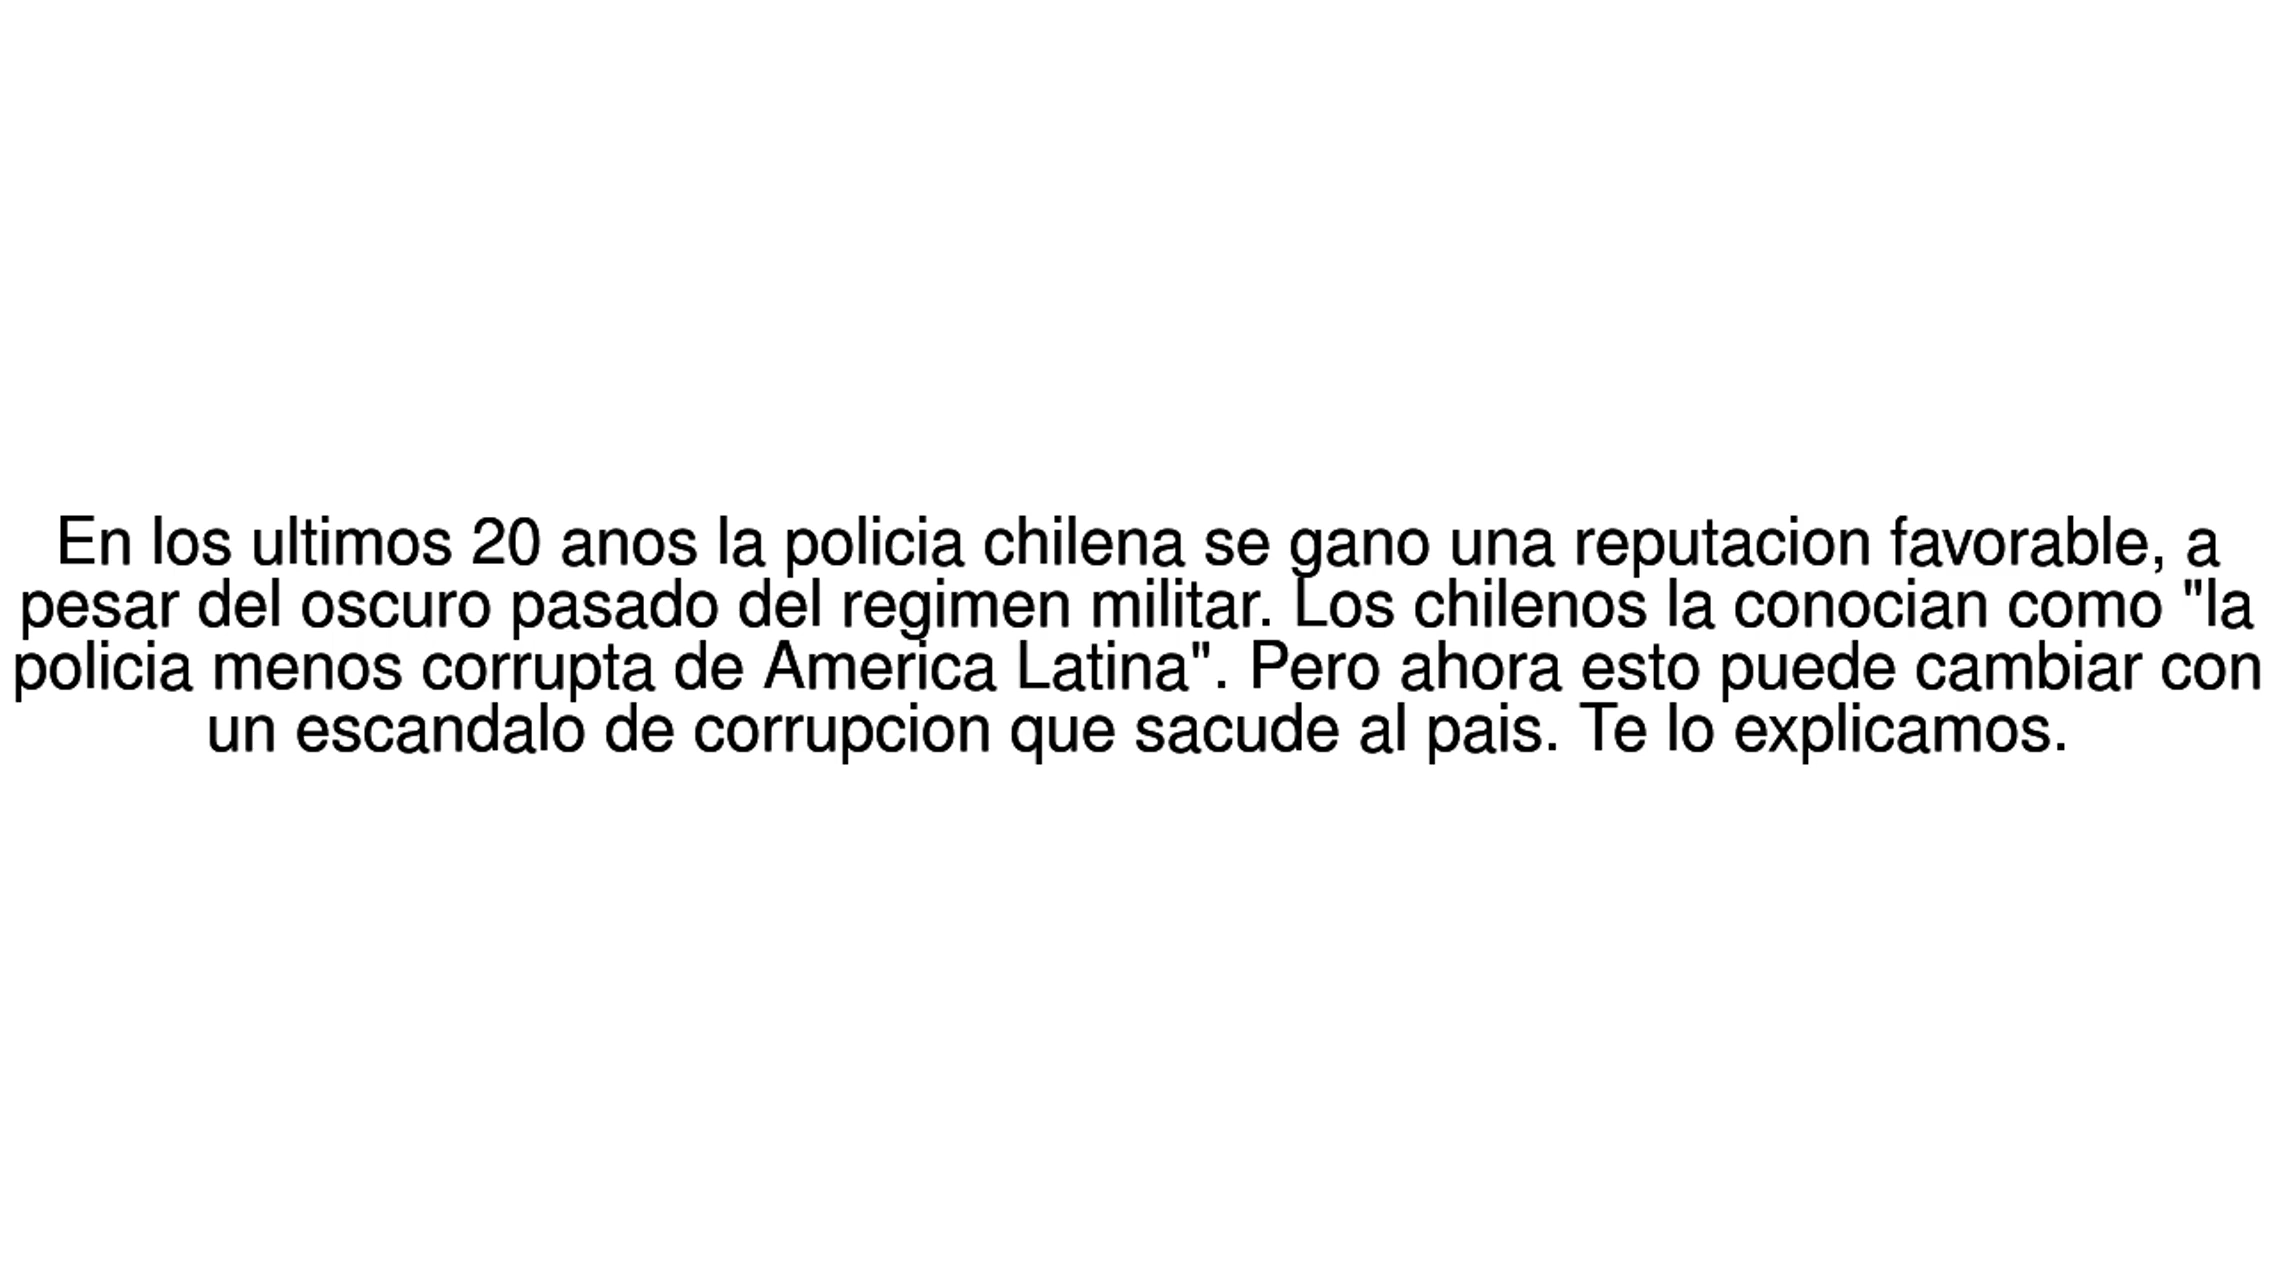 En los ultimos 20 anos la policia chilena se gano una reputacion favorable, a
pesar del oscuro pasado del regimen militar. Los chilenos la conocian como "la
policia menos corrupta de America Latina". Pero ahora esto puede cambiar con
un escandalo de corrupcion que sacude al pais. Te lo explicamos.